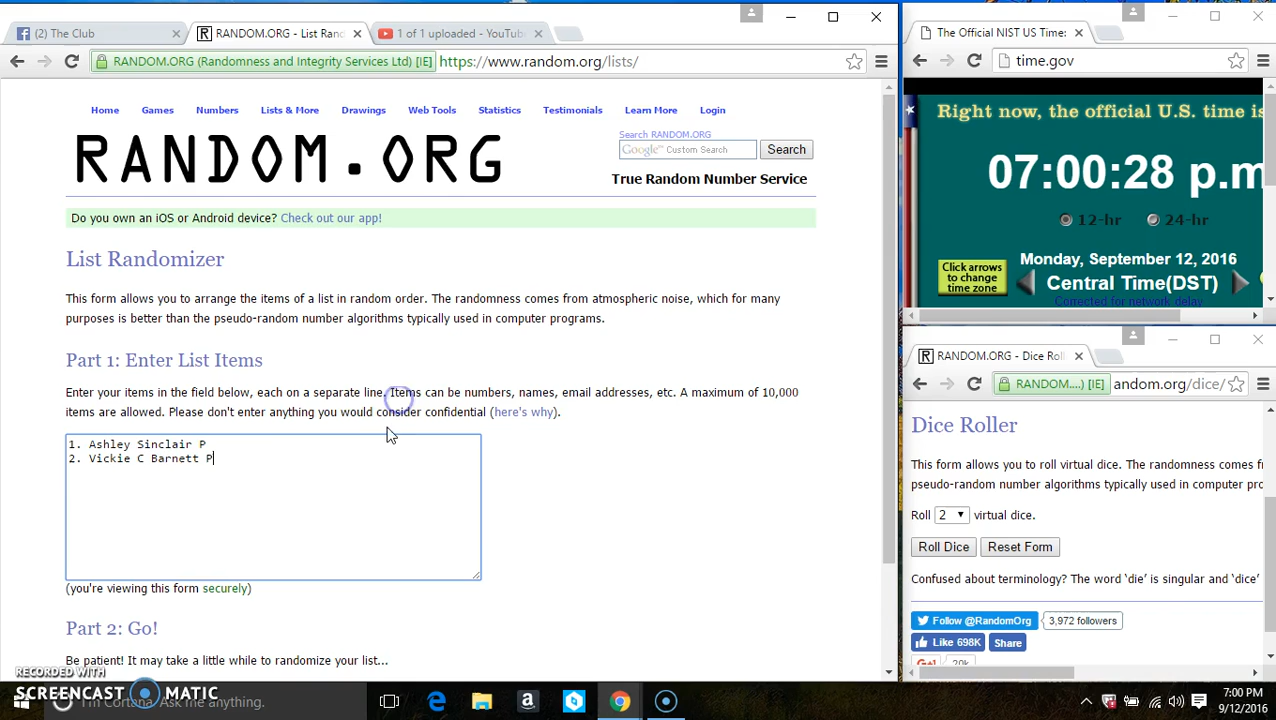 (2) The Club
RANDOM.ORG - List Rand
1 of 1 uploaded - YouTub
RANDOM.ORG (Randomness and Integrity Services Ltd) [IE]
https://www.random.org/lists/
Home Games Numbers Lists & More Drawings Web Tools Statistics Testimonials Learn More Login
RANDOM.ORG
Search RANDOM.ORG
Google™ Custom Search
Search
True Random Number Service
Do you own an iOS or Android device? Check out our app!
List Randomizer
This form allows you to arrange the items of a list in random order. The randomness comes from atmospheric noise, which for many
purposes is better than the pseudo-random number algorithms typically used in computer programs.
Part 1: Enter List Items
Enter your items in the field below, each on a separate line. Items can be numbers, names, email addresses, etc. A maximum of 10,000
items are allowed. Please don't enter anything you would consider confidential (here's why).
1. Ashley Sinclair P
2. Vickie C Barnett P
(you're viewing this form securely)
Part 2: Go!
Be patient! It may take a little while to randomize your list...
The Official NIST US Time:
time.gov
Right now, the official U.S. time is
07:00:28 p.m
12-hr 24-hr
Click arrows
to change
time zone
Monday, September 12, 2016
Central Time(DST)
Corrected for network delay
RANDOM.ORG - Dice Roll
RANDOM....) [IE]
andom.org/dice/
Dice Roller
This form allows you to roll virtual dice. The randomness comes f
pseudo-random number algorithms typically used in computer pro
Roll 2 virtual dice.
Roll Dice
Reset Form
Confused about terminology? The word 'die' is singular and 'dice'
Follow @RandomOrg
3,972 followers
Like 698K
Share
G+1
20k
RECORDED WITH
SCREENCAST MATIC
I'm Cortana. Ask me anything.
7:00 PM
9/12/2016